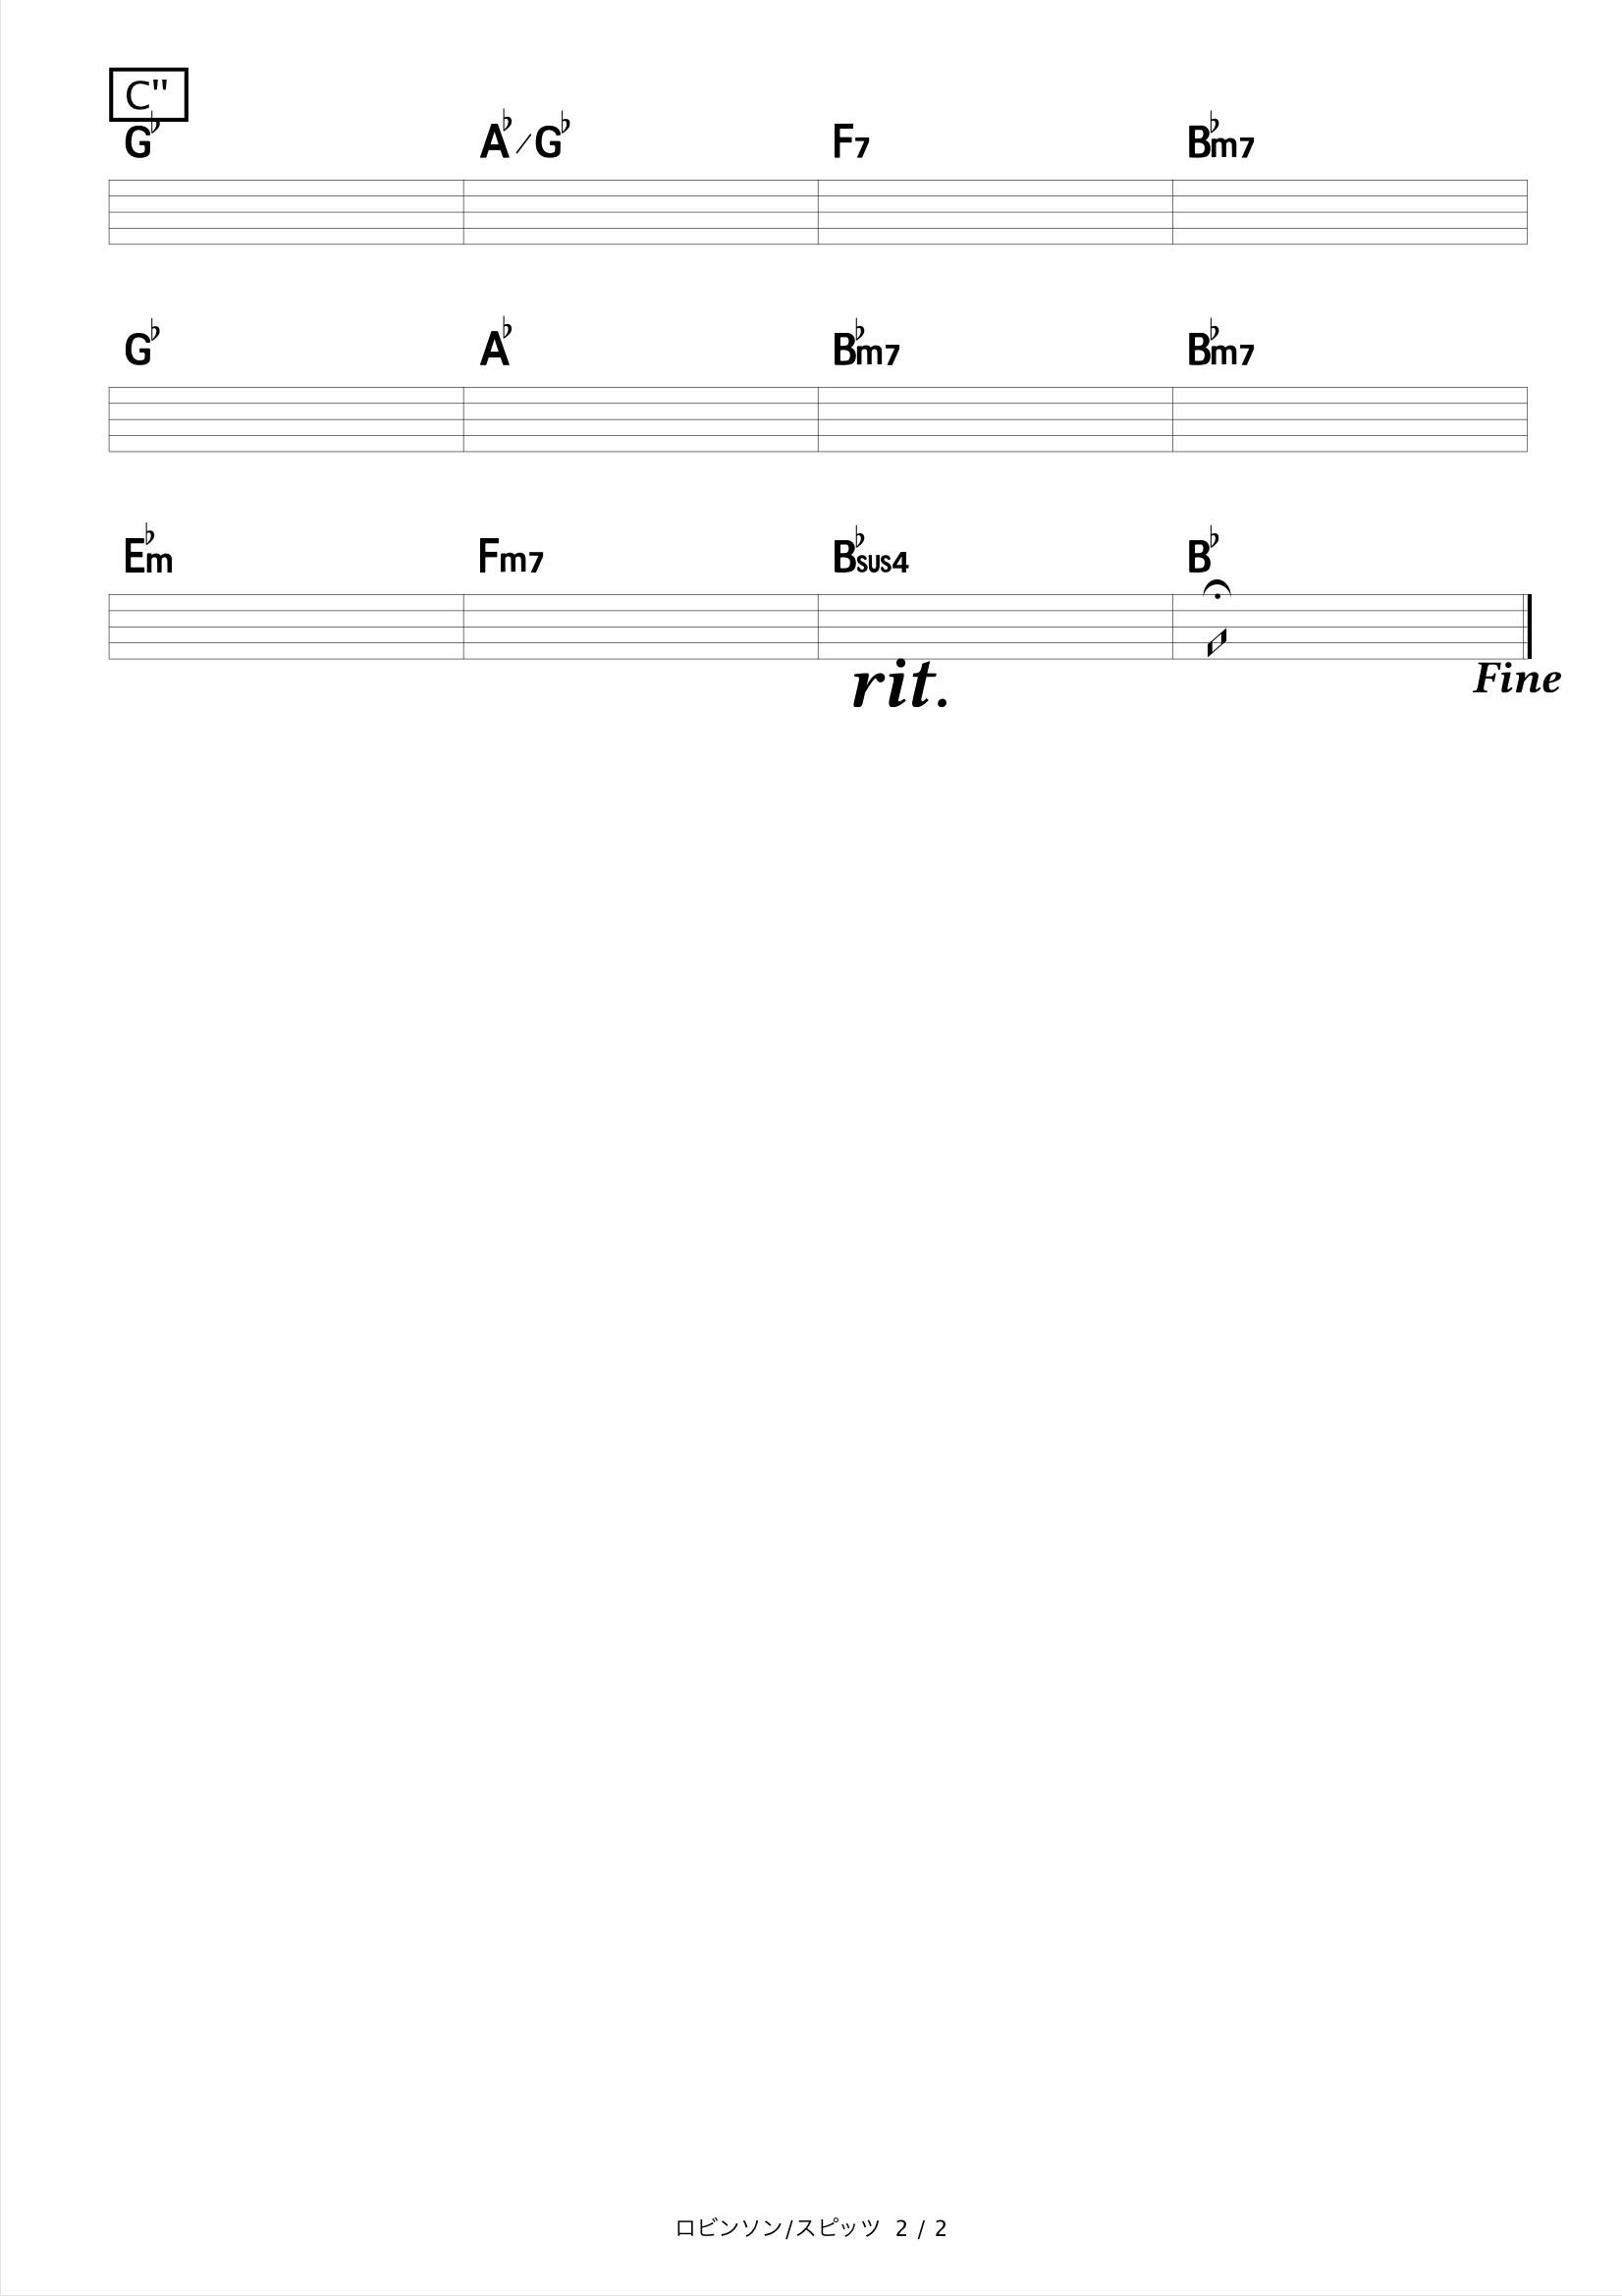 C"
G♭ A♭/G♭ F7 B♭m7
G♭ A♭ B♭m7 B♭m7
E♭m Fm7 B♭sus4 B♭
rit. Fine
ロビンソン/スピッツ 2 / 2